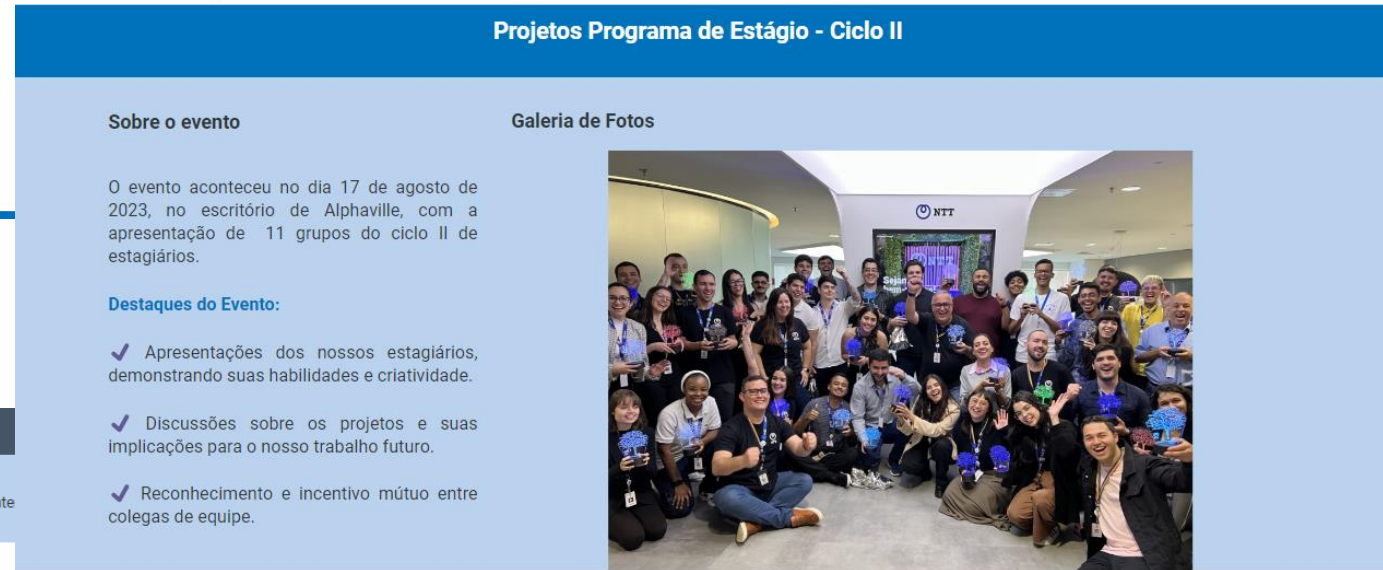 Projetos Programa de Estágio - Ciclo II
Sobre o evento
Galeria de Fotos
O evento aconteceu no dia 17 de agosto de
2023, no escritório de Alphaville, com a
apresentação de 11 grupos do ciclo II de
estagiários.
Destaques do Evento:
Apresentações dos nossos estagiários,
demonstrando suas habilidades e criatividade.
Discussões sobre os projetos e suas
implicações para o nosso trabalho futuro.
Reconhecimento e incentivo mútuo entre
colegas de equipe.
NTT
NTT